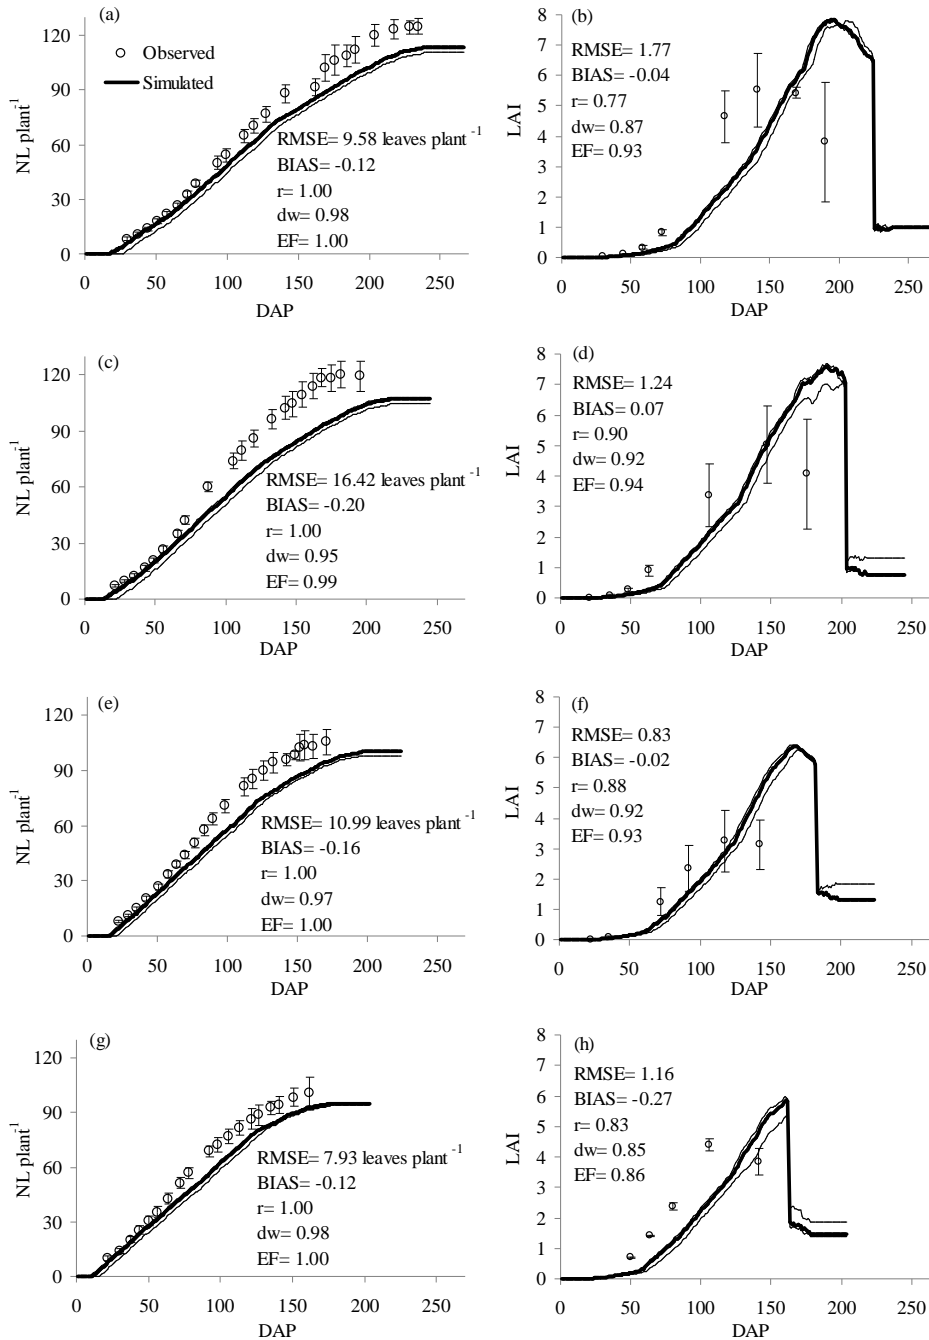 (a)
NL plant-1
120
90
60
30
0
Observed
Simulated
RMSE= 9.58 leaves plant -1
BIAS= -0.12
r= 1.00
dw= 0.98
EF= 1.00
0 50 100 150 200 250
DAP
(b)
LAI
8
7
6
5
4
3
2
1
0
RMSE= 1.77
BIAS= -0.04
r= 0.77
dw= 0.87
EF= 0.93
0 50 100 150 200 250
DAP
(c)
NL plant-1
120
90
60
30
0
RMSE= 16.42 leaves plant -1
BIAS= -0.20
r= 1.00
dw= 0.95
EF= 0.99
0 50 100 150 200 250
DAP
(d)
LAI
8
7
6
5
4
3
2
1
0
RMSE= 1.24
BIAS= 0.07
r= 0.90
dw= 0.92
EF= 0.94
0 50 100 150 200 250
DAP
(e)
NL plant-1
120
90
60
30
0
RMSE= 10.99 leaves plant -1
BIAS= -0.16
r= 1.00
dw= 0.97
EF= 1.00
0 50 100 150 200 250
DAP
(f)
LAI
8
7
6
5
4
3
2
1
0
RMSE= 0.83
BIAS= -0.02
r= 0.88
dw= 0.92
EF= 0.93
0 50 100 150 200 250
DAP
(g)
NL plant-1
120
90
60
30
0
RMSE= 7.93 leaves plant -1
BIAS= -0.12
r= 1.00
dw= 0.98
EF= 1.00
0 50 100 150 200 250
DAP
(h)
LAI
8
7
6
5
4
3
2
1
0
RMSE= 1.16
BIAS= -0.27
r= 0.83
dw= 0.85
EF= 0.86
0 50 100 150 200 250
DAP